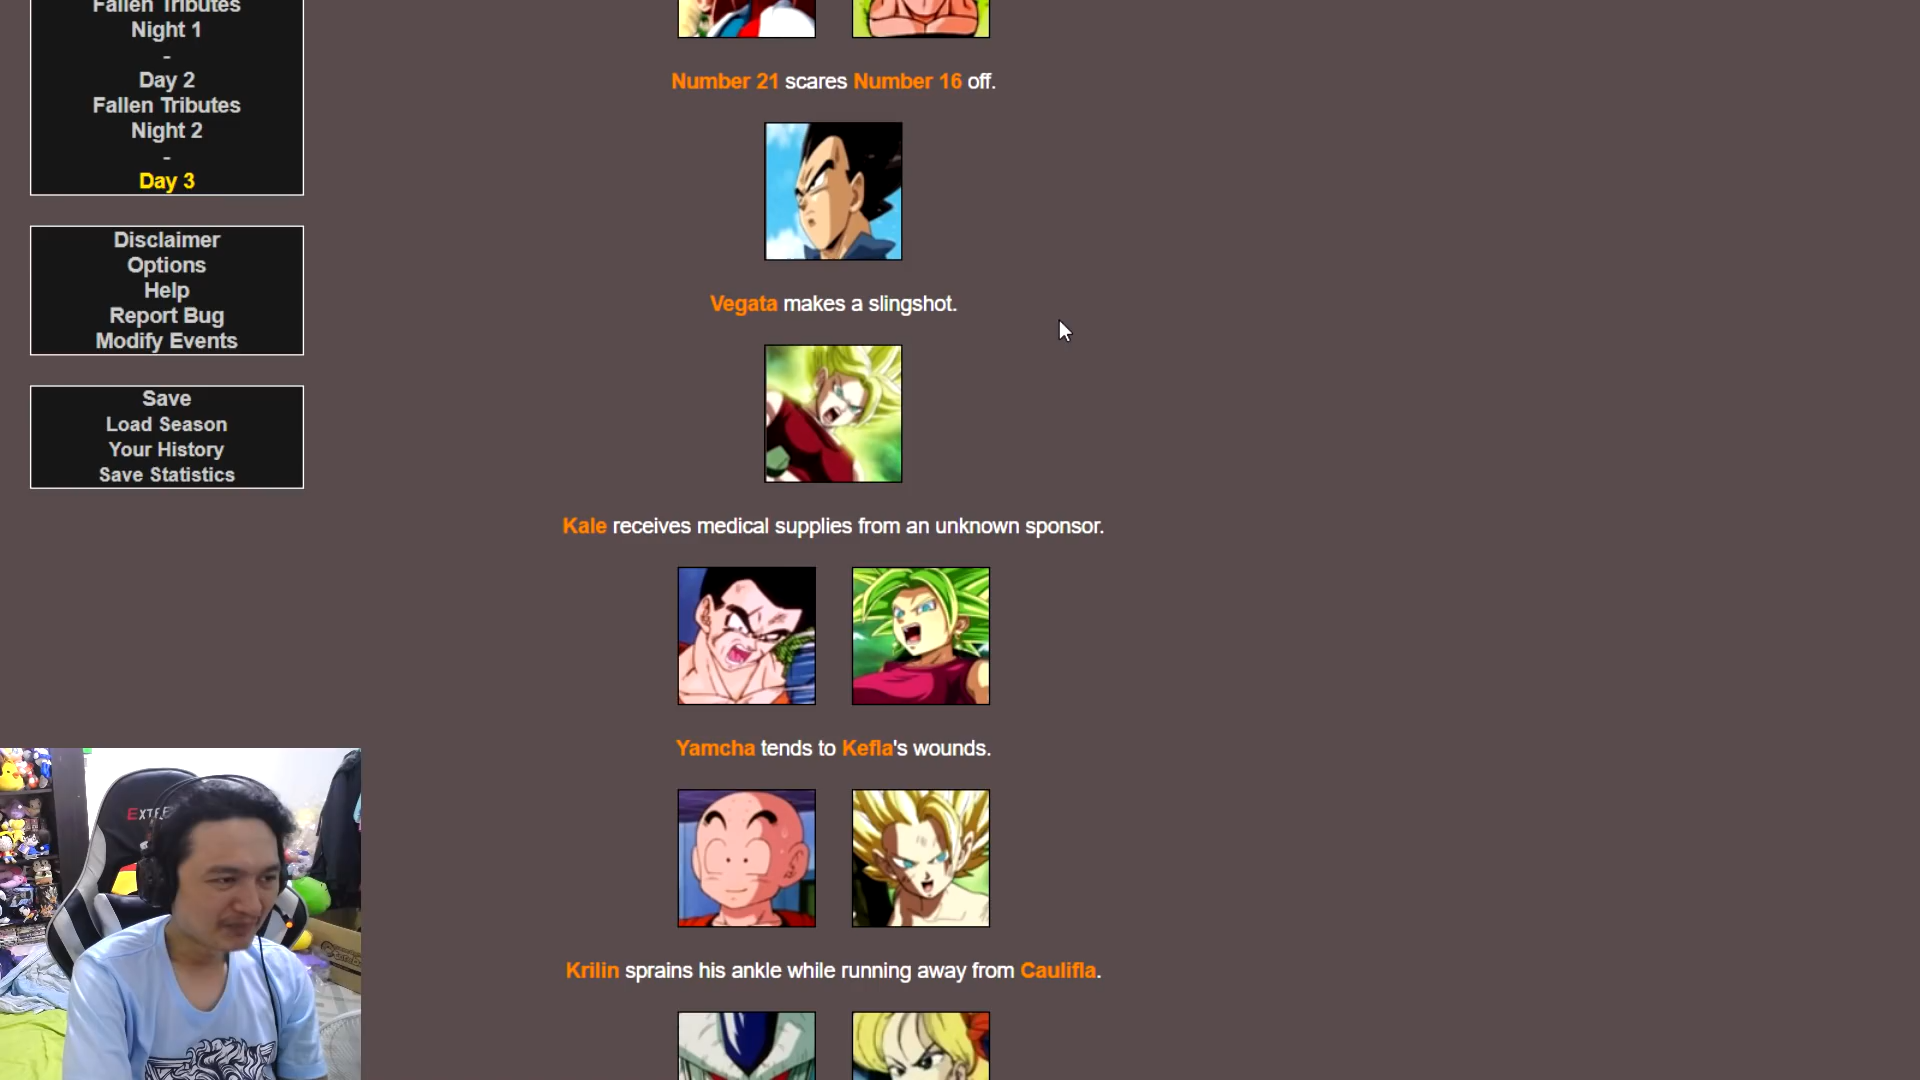 Fallen Tributes
Night 1
-
Day 2
Fallen Tributes
Night 2
-
Day 3
Disclaimer
Options
Help
Report Bug
Modify Events
Save
Load Season
Your History
Save Statistics
Number 21 scares Number 16 off.
Vegata makes a slingshot.
Kale receives medical supplies from an unknown sponsor.
Yamcha tends to Kefla's wounds.
Krilin sprains his ankle while running away from Caulifla.